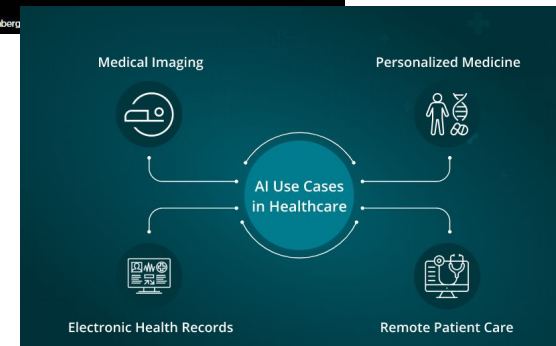 Medical Imaging
Personalized Medicine
AI Use Cases
in Healthcare
Electronic Health Records
Remote Patient Care